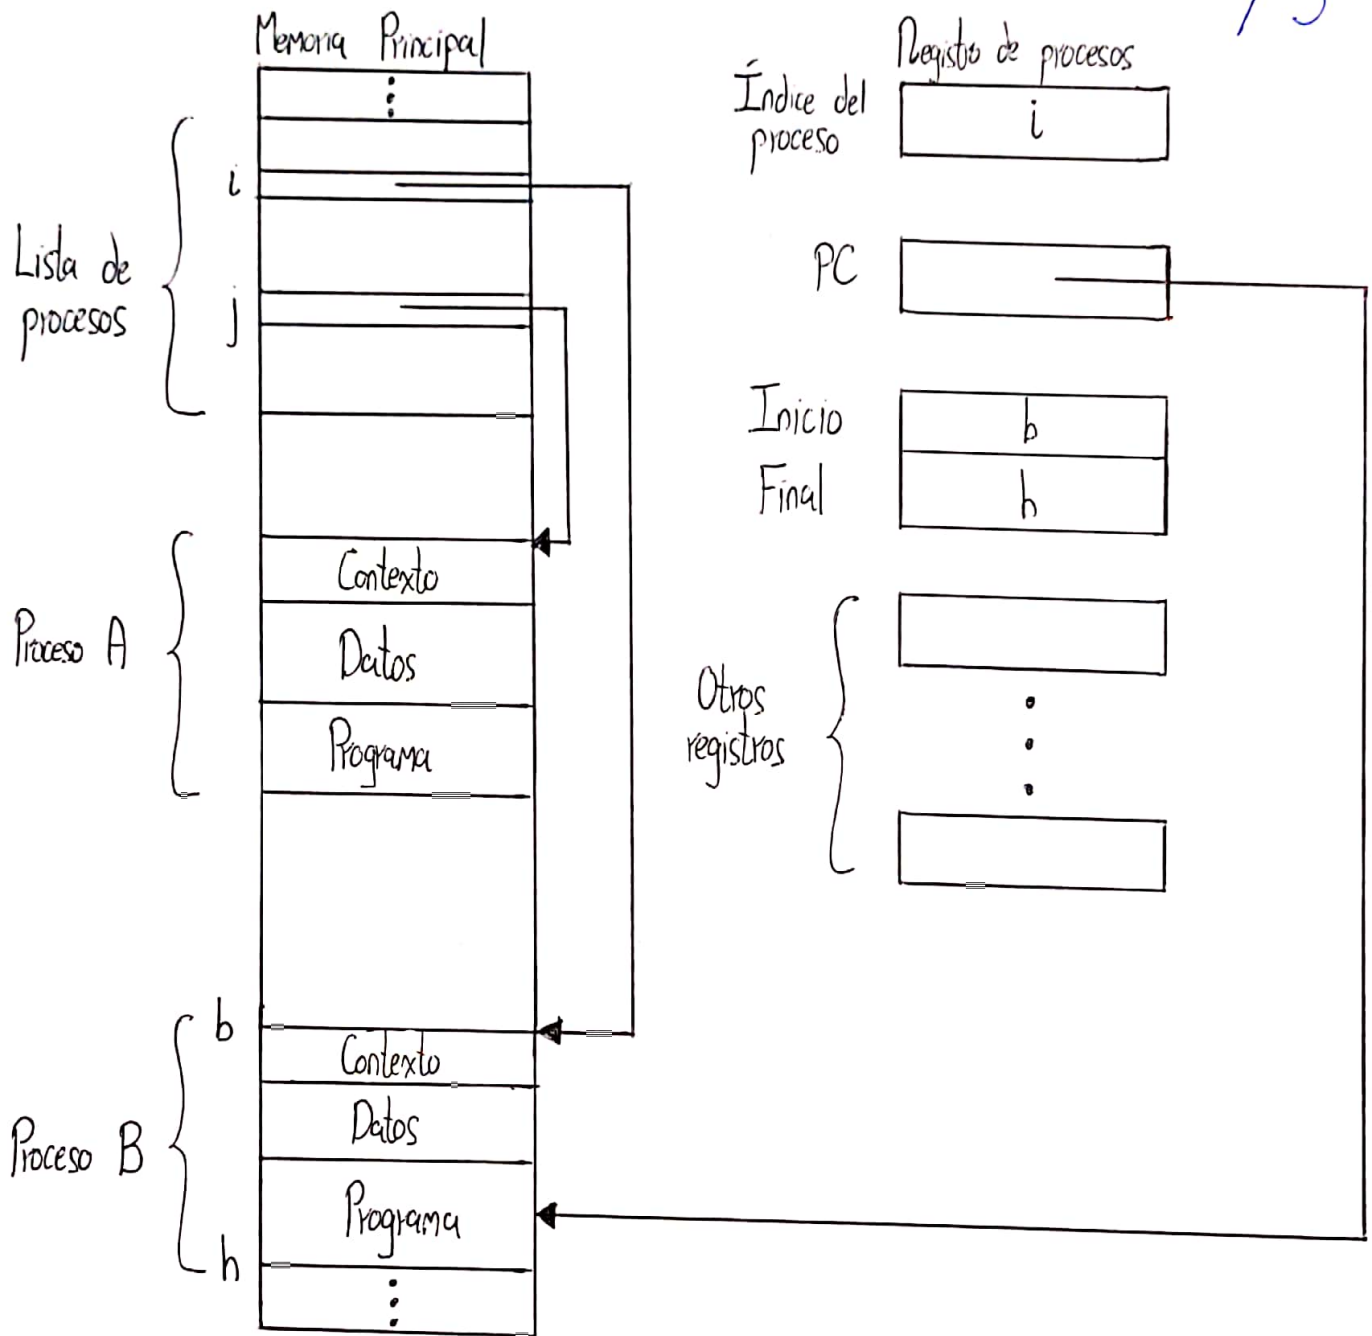 Memoria Principal
i
Lista de
procesos
j
Contexto
Proceso A
Datos
Programa
b
Contexto
Datos
Proceso B
Programa
h
Registro de procesos
Índice del
proceso
i
PC
Inicio
b
Final
h
Otros
registros